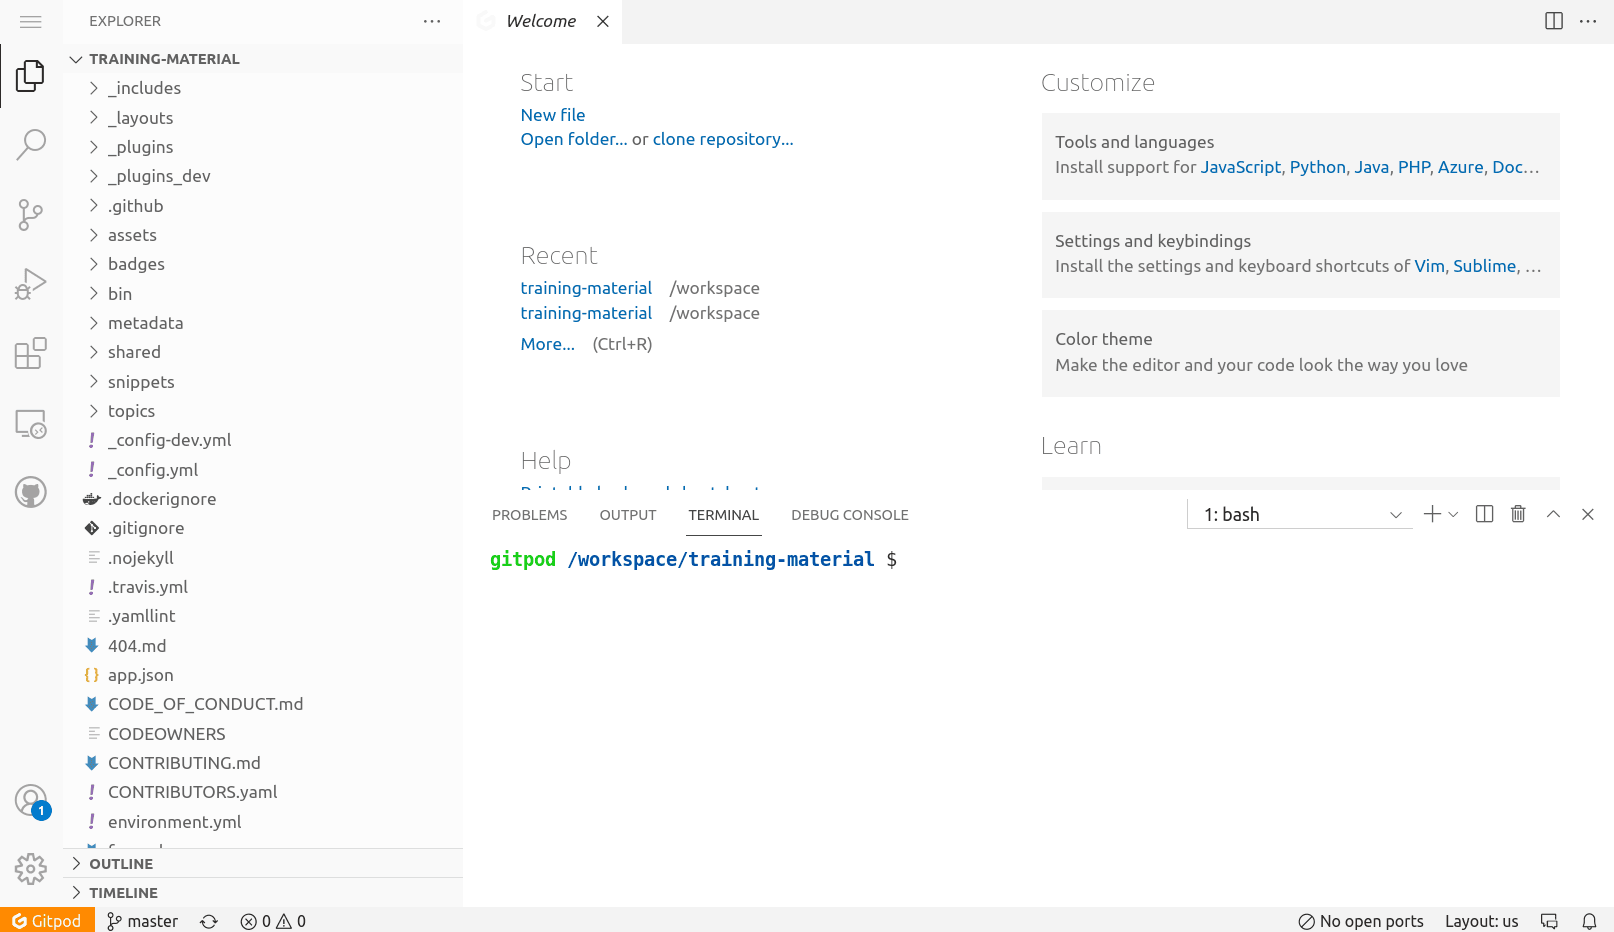 EXPLORER
TRAINING-MATERIAL
_includes
_layouts
_plugins
_plugins_dev
.github
assets
badges
bin
metadata
shared
snippets
topics
_config-dev.yml
_config.yml
.dockerignore
.gitignore
.nojekyll
.travis.yml
.yamllint
404.md
app.json
CODE_OF_CONDUCT.md
CODEOWNERS
CONTRIBUTING.md
CONTRIBUTORS.yaml
environment.yml
OUTLINE
TIMELINE
1
Welcome
Start
New file
Open folder... or clone repository...
Recent
training-material /workspace
training-material /workspace
More... (Ctrl+R)
Help
Customize
Tools and languages
Install support for JavaScript, Python, Java, PHP, Azure, Doc…
Settings and keybindings
Install the settings and keyboard shortcuts of Vim, Sublime, …
Color theme
Make the editor and your code look the way you love
Learn
PROBLEMS OUTPUT TERMINAL DEBUG CONSOLE 1: bash
gitpod /workspace/training-material $
Gitpod master 0 0 No open ports Layout: us